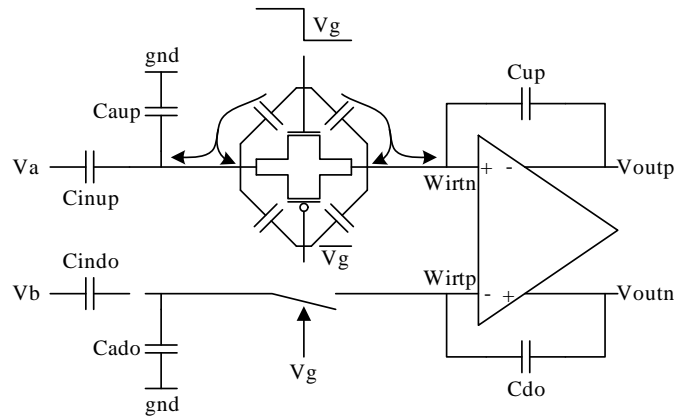 Vg
gnd
Cup
Caup
Va
Cinup
+ -
Wirtn
Voutp
Vg
Cindo
Wirtp
Vb
- +
Voutn
Cado
Vg
Cdo
gnd